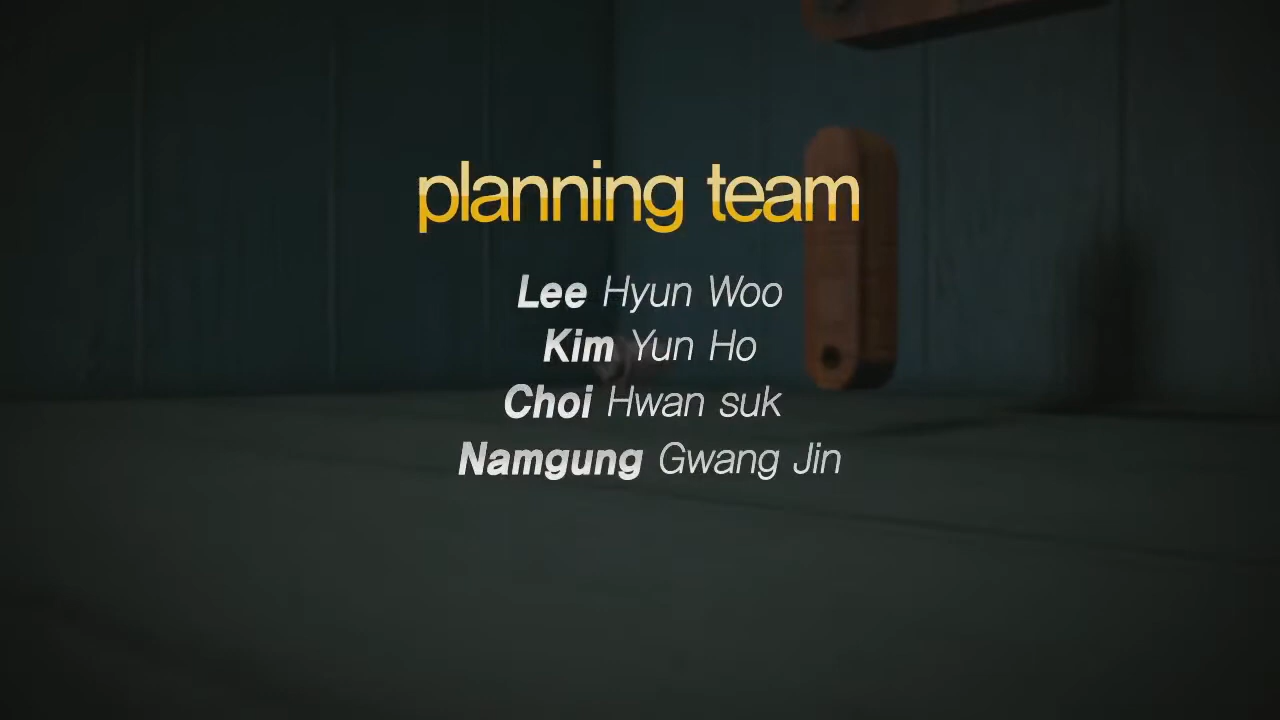 planning team
Lee Hyun Woo
Kim Yun Ho
Choi Hwan suk
Namgung Gwang Jin